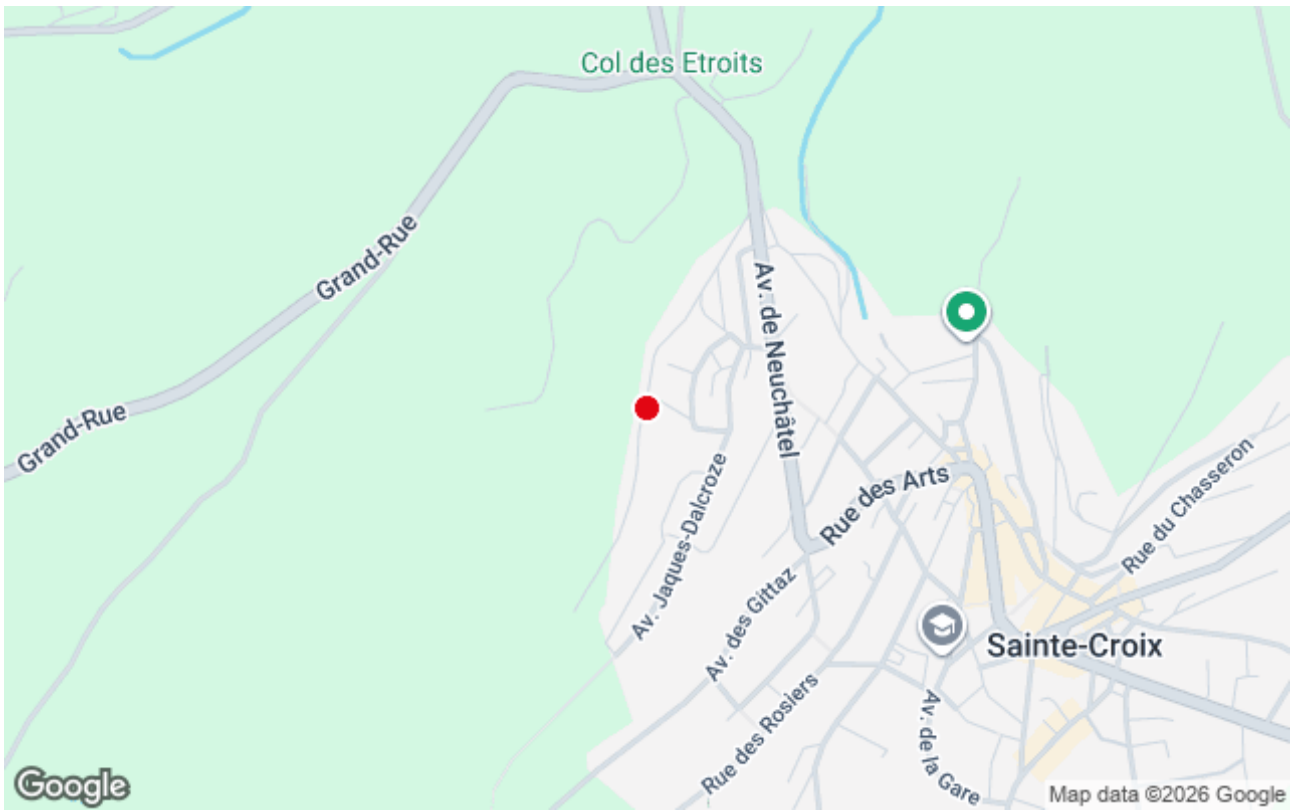 Col des Etroits
Grand-Rue
Av. de Neuchâtel
Grand-Rue
Rue des Arts
Rue du Chasseron
Av. Jaques-Dalcroze
Av. des Gittaz
Sainte-Croix
Rue des Rosiers
Av. de la Gare
Google
Map data ©2026 Google